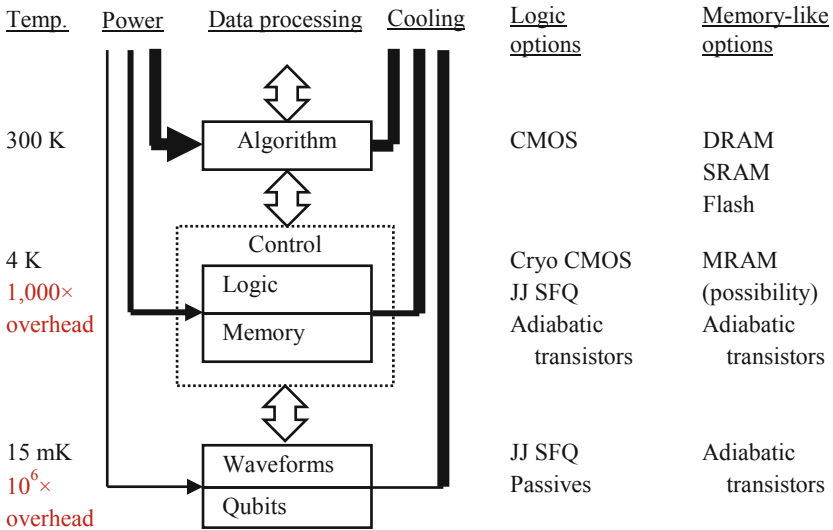 Temp. Power Data processing Cooling Logic options Memory-like options
300 K Algorithm CMOS DRAM
SRAM
Flash
Control
4 K Cryo CMOS MRAM
1,000× Logic JJ SFQ (possibility)
overhead Memory Adiabatic Adiabatic
transistors transistors
15 mK Waveforms JJ SFQ Adiabatic
10⁶× Qubits Passives transistors
overhead